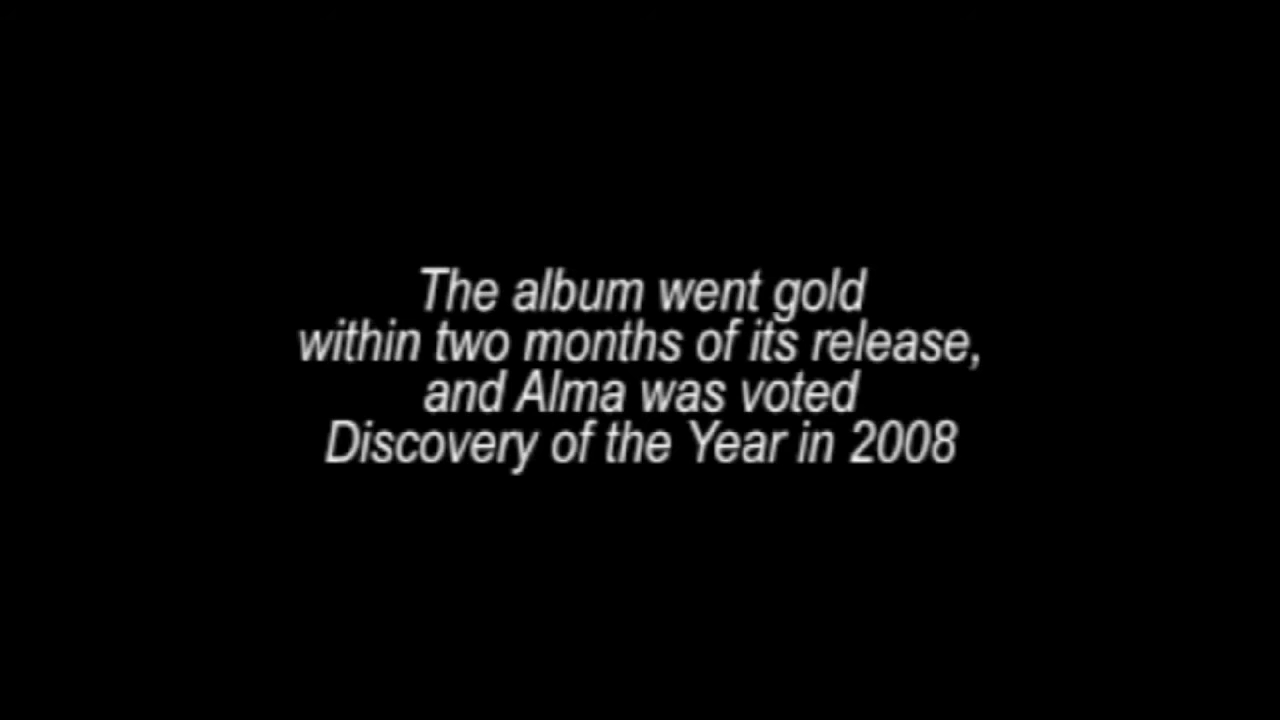 The album went gold
within two months of its release,
and Alma was voted
Discovery of the Year in 2008